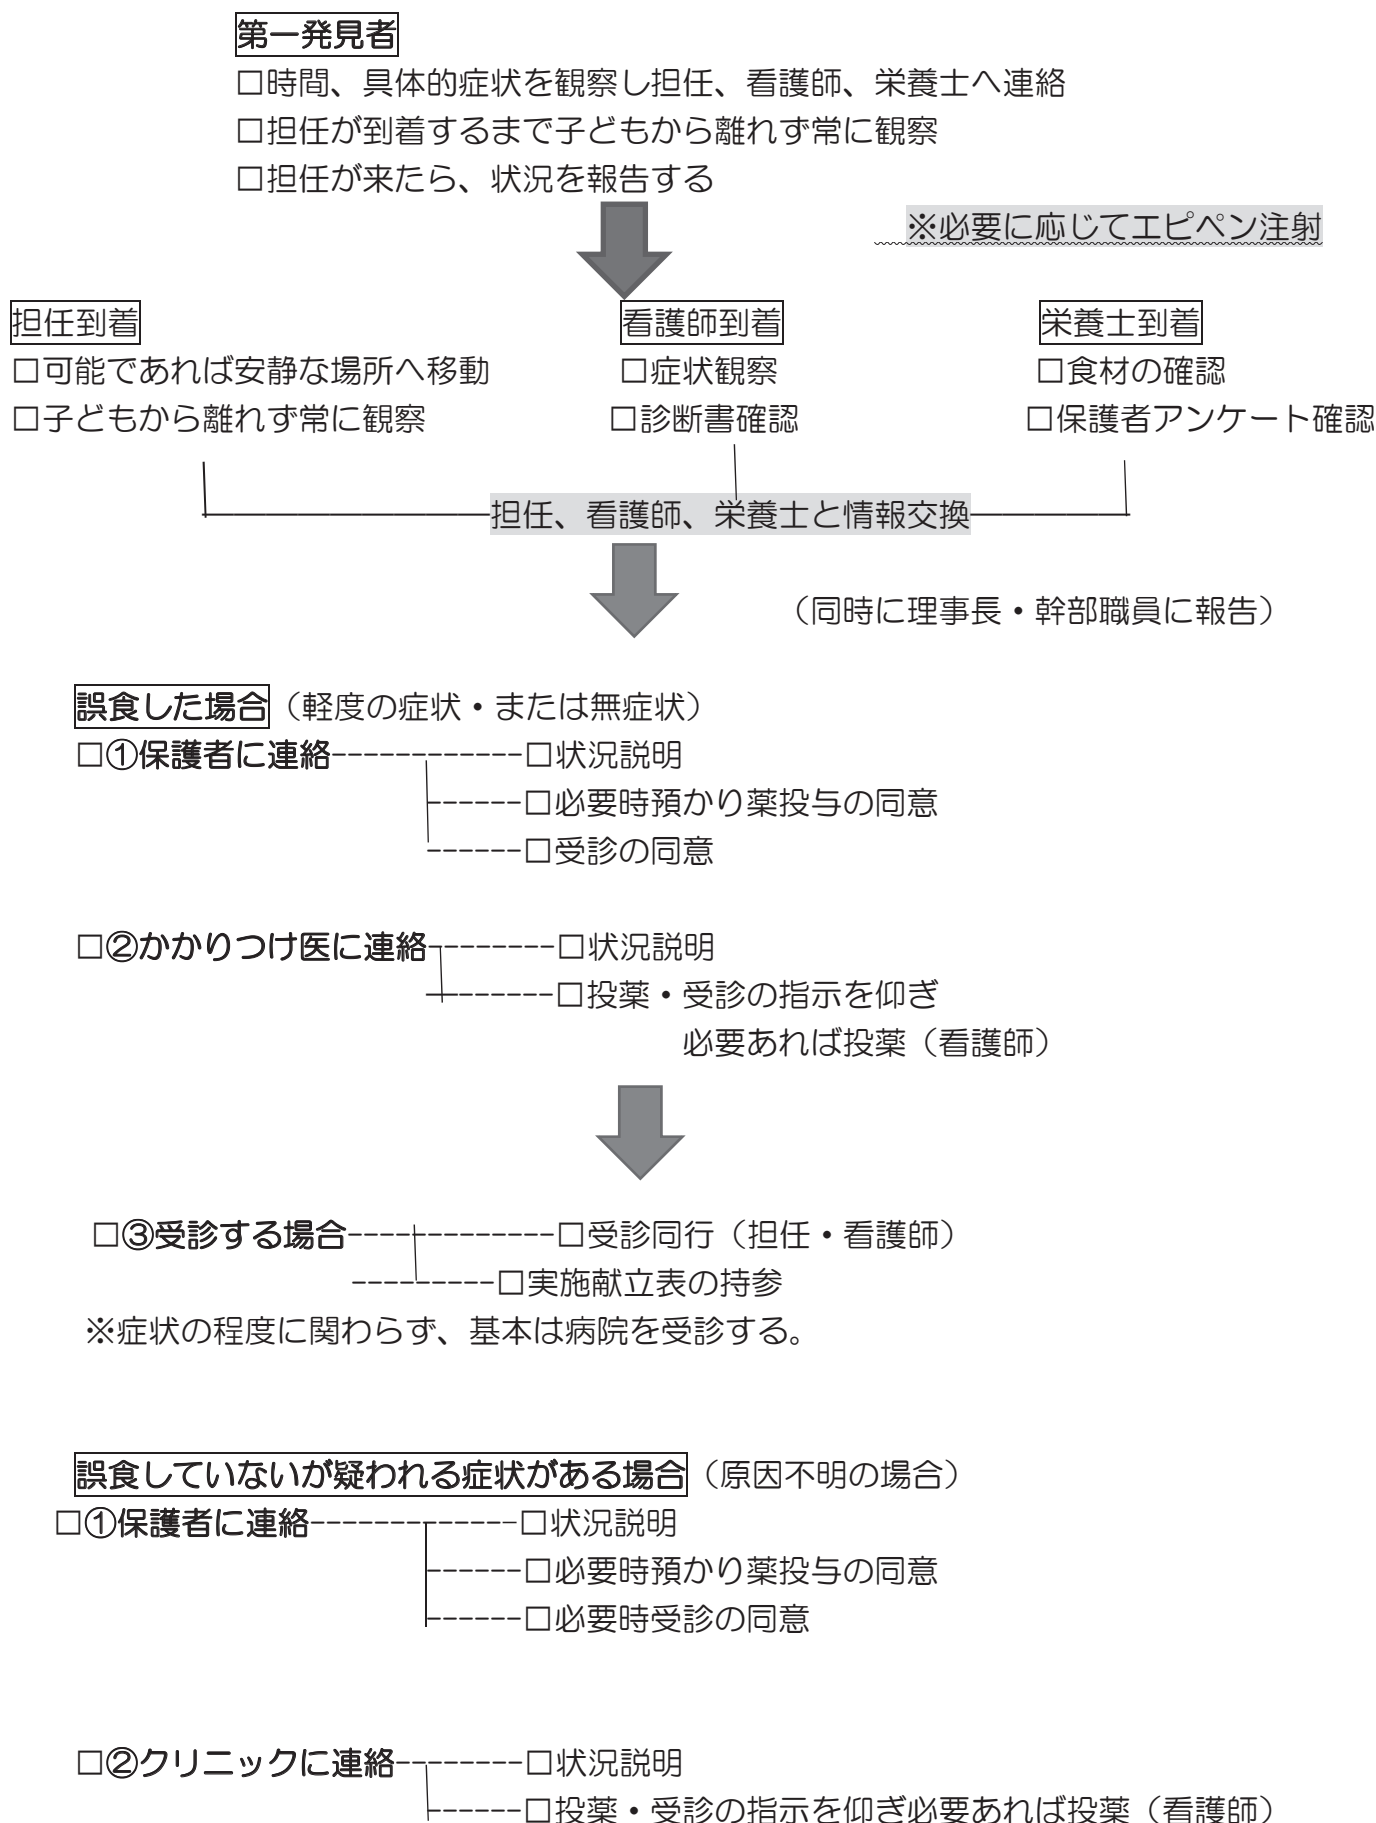 第一発見者
□時間、具体的症状を観察し担任、看護師、栄養士へ連絡
□担任が到着するまで子どもから離れず常に観察
□担任が来たら、状況を報告する
※必要に応じてエピペン注射
担任到着 看護師到着 栄養士到着
□可能であれば安静な場所へ移動 □症状観察 □食材の確認
□子どもから離れず常に観察 □診断書確認 □保護者アンケート確認
担任、看護師、栄養士と情報交換
（同時に理事長・幹部職員に報告）
誤食した場合（軽度の症状・または無症状）
□①保護者に連絡------------□状況説明
------□必要時預かり薬投与の同意
------□受診の同意
□②かかりつけ医に連絡--------□状況説明
--------□投薬・受診の指示を仰ぎ
必要あれば投薬（看護師）
□③受診する場合-------------□受診同行（担任・看護師）
---------□実施献立表の持参
※症状の程度に関わらず、基本は病院を受診する。
誤食していないが疑われる症状がある場合（原因不明の場合）
□①保護者に連絡-------------□状況説明
------□必要時預かり薬投与の同意
------□必要時受診の同意
□②クリニックに連絡--------□状況説明
------□投薬・受診の指示を仰ぎ必要あれば投薬（看護師）